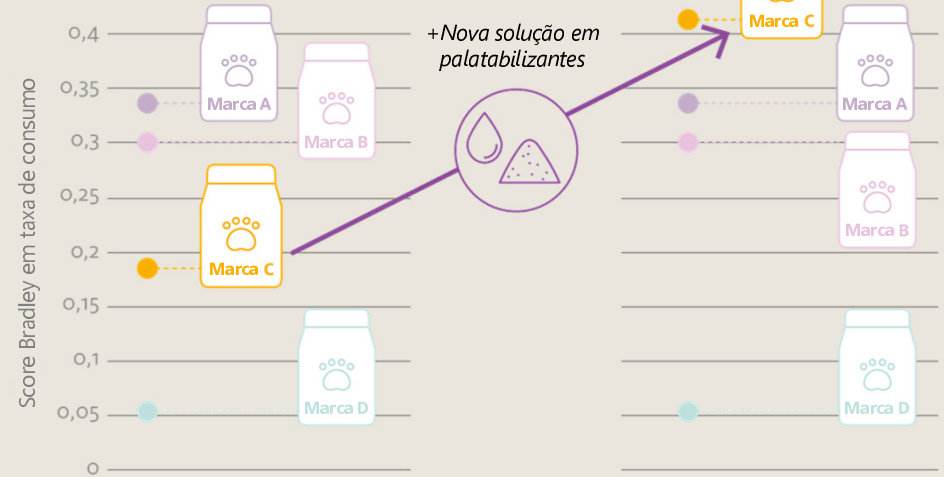 Score Bradley em taxa de consumo
0,4
0,35
0,3
0,25
0,2
0,15
0,1
0,05
0
Marca A
Marca B
Marca C
Marca D
+Nova solução em
palatabilizantes
Marca C
Marca A
Marca B
Marca D